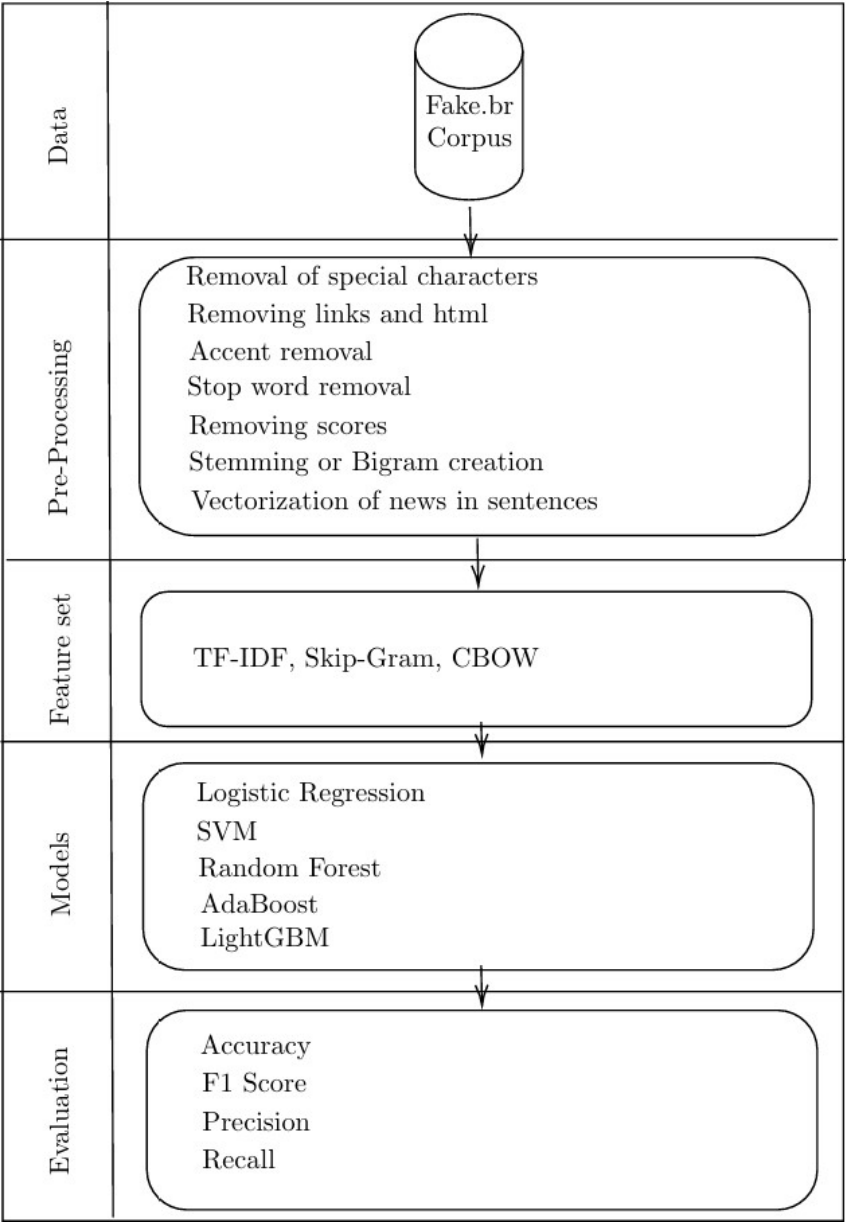 Data
Fake.br
Corpus
Pre-Processing
Removal of special characters
Removing links and html
Accent removal
Stop word removal
Removing scores
Stemming or Bigram creation
Vectorization of news in sentences
Feature set
TF-IDF, Skip-Gram, CBOW
Models
Logistic Regression
SVM
Random Forest
AdaBoost
LightGBM
Evaluation
Accuracy
F1 Score
Precision
Recall